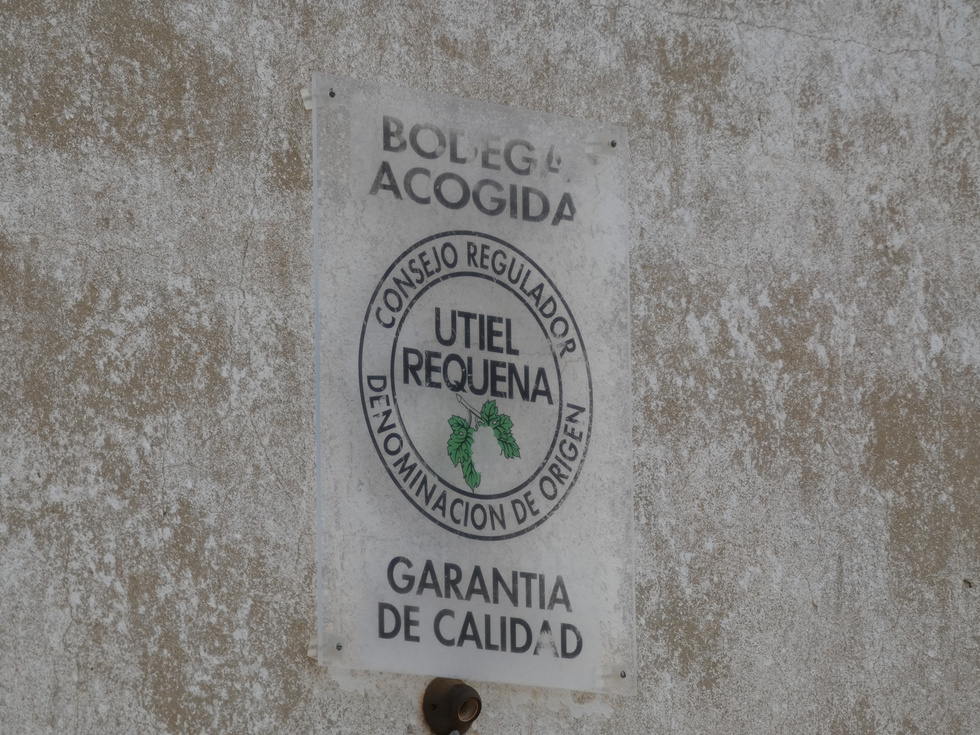 BODEGA
ACOGIDA
CONSEJO REGULADOR
UTIEL
REQUENA
DENOMINACION DE ORIGEN
GARANTIA
DE CALIDAD